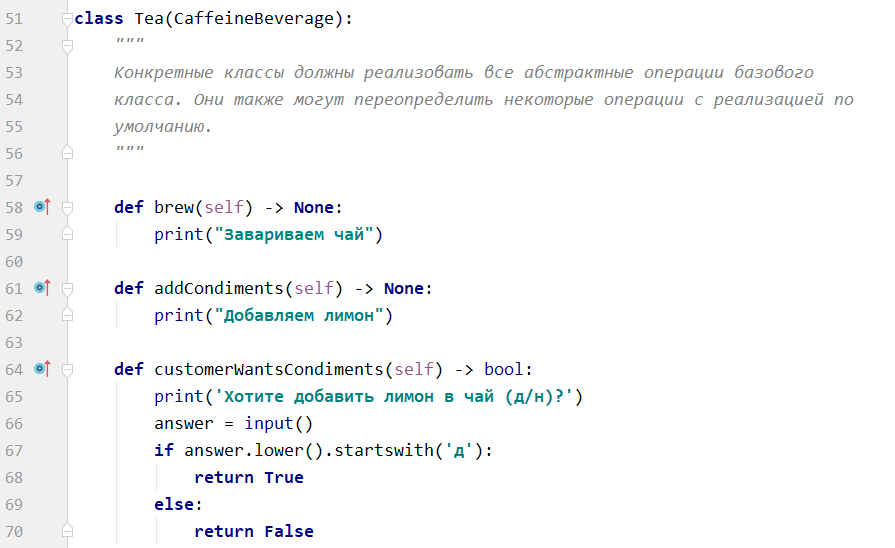 51 class Tea(CaffeineBeverage):
52     """
53     Конкретные классы должны реализовать все абстрактные операции базового
54     класса. Они также могут переопределить некоторые операции с реализацией по
55     умолчанию.
56     """
57
58     def brew(self) -> None:
59         print("Завариваем чай")
60
61     def addCondiments(self) -> None:
62         print("Добавляем лимон")
63
64     def customerWantsCondiments(self) -> bool:
65         print('Хотите добавить лимон в чай (д/н)?')
66         answer = input()
67         if answer.lower().startswith('д'):
68             return True
69         else:
70             return False